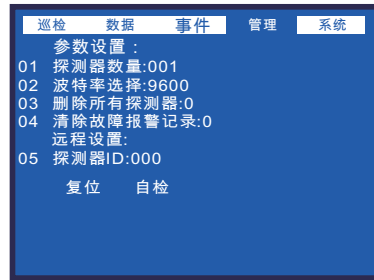 巡检 数据 事件 管理 系统
参数设置：
01 探测器数量:001
02 波特率选择:9600
03 删除所有探测器:0
04 清除故障报警记录:0
远程设置:
05 探测器ID:000
复位 自检